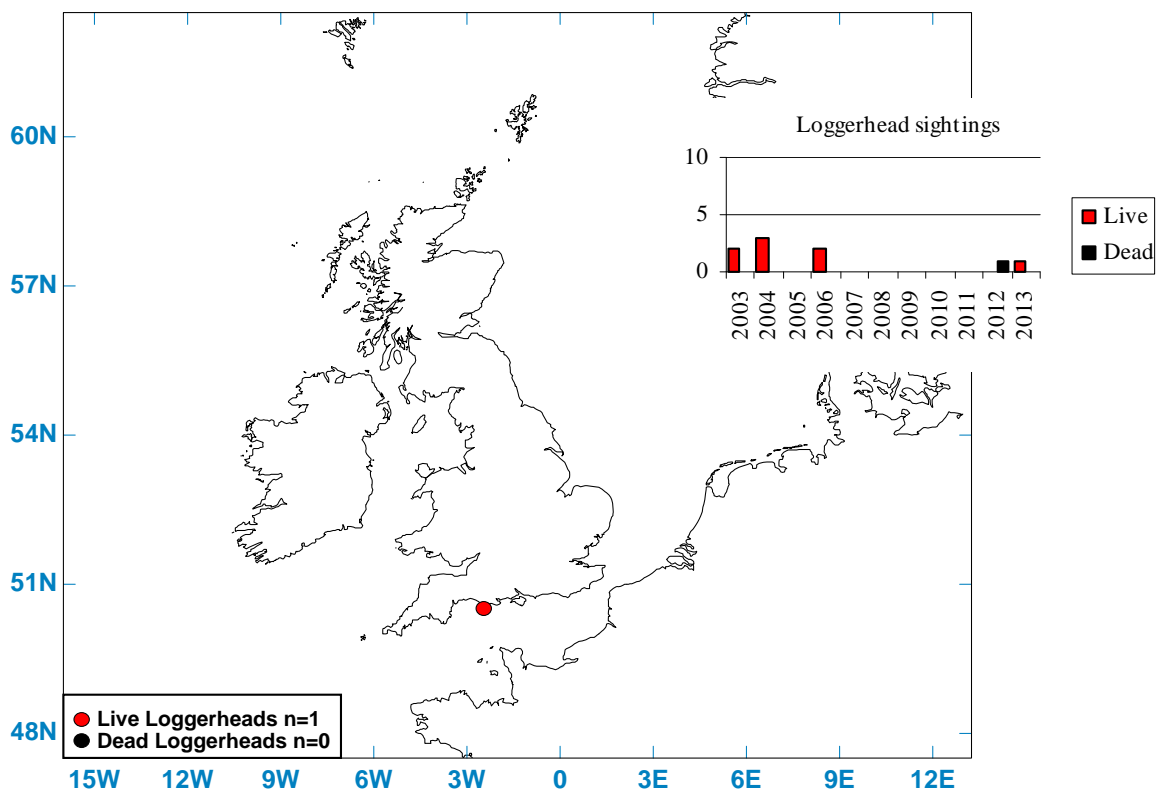 60N
57N
54N
51N
48N
Loggerhead sightings
10
5
0
2003
2004
2005
2006
2007
2008
2009
2010
2011
2012
2013
Live
Dead
Live Loggerheads n=1
Dead Loggerheads n=0
15W 12W 9W 6W 3W 0 3E 6E 9E 12E